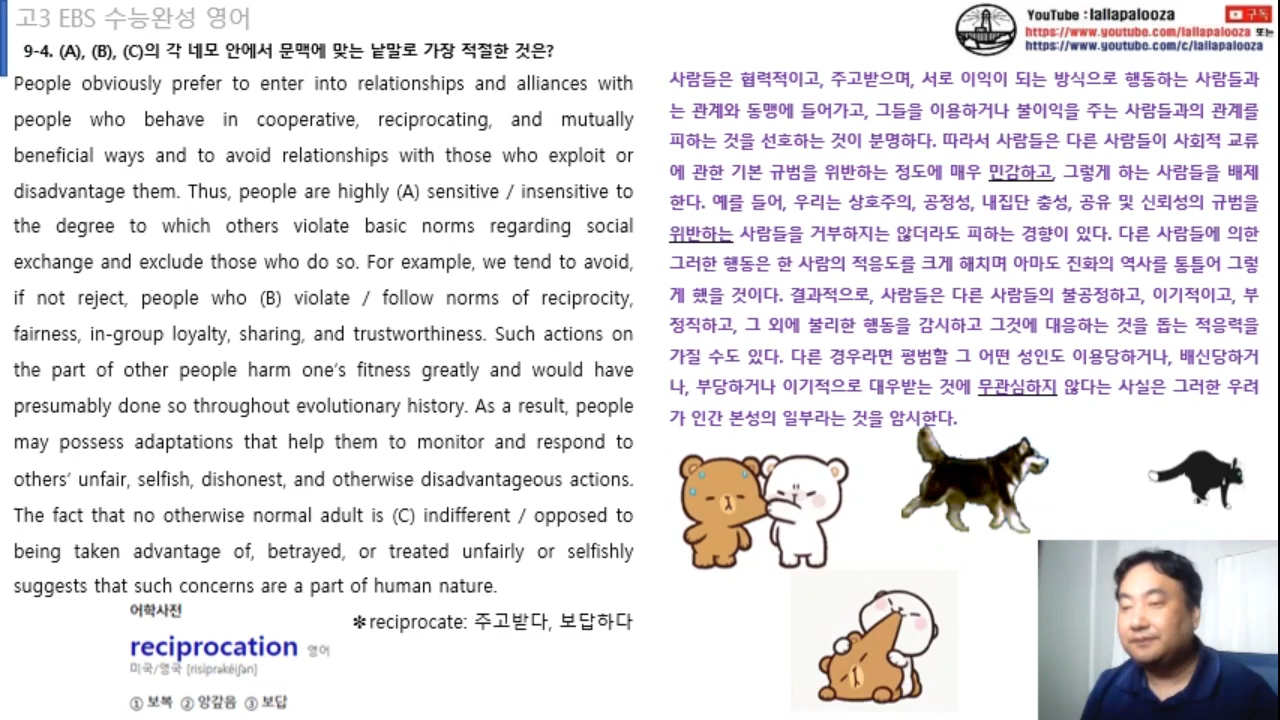 고3 EBS 수능완성 영어
YouTube : lallapalooza
구독
https://www.youtube.com/lallapalooza 또는
https://www.youtube.com/c/lallapalooza
9-4. (A), (B), (C)의 각 네모 안에서 문맥에 맞는 낱말로 가장 적절한 것은?
People obviously prefer to enter into relationships and alliances with
people who behave in cooperative, reciprocating, and mutually
beneficial ways and to avoid relationships with those who exploit or
disadvantage them. Thus, people are highly (A) sensitive / insensitive to
the degree to which others violate basic norms regarding social
exchange and exclude those who do so. For example, we tend to avoid,
if not reject, people who (B) violate / follow norms of reciprocity,
fairness, in-group loyalty, sharing, and trustworthiness. Such actions on
the part of other people harm one's fitness greatly and would have
presumably done so throughout evolutionary history. As a result, people
may possess adaptations that help them to monitor and respond to
others' unfair, selfish, dishonest, and otherwise disadvantageous actions.
The fact that no otherwise normal adult is (C) indifferent / opposed to
being taken advantage of, betrayed, or treated unfairly or selfishly
suggests that such concerns are a part of human nature.
✻reciprocate: 주고받다, 보답하다
어학사전
reciprocation 영어
미국/영국 [rìsiprəkéiʃən]
① 보복 ② 앙갚음 ③ 보답
사람들은 협력적이고, 주고받으며, 서로 이익이 되는 방식으로 행동하는 사람들과
는 관계와 동맹에 들어가고, 그들을 이용하거나 불이익을 주는 사람들과의 관계를
피하는 것을 선호하는 것이 분명하다. 따라서 사람들은 다른 사람들이 사회적 교류
에 관한 기본 규범을 위반하는 정도에 매우 민감하고, 그렇게 하는 사람들을 배제
한다. 예를 들어, 우리는 상호주의, 공정성, 내집단 충성, 공유 및 신뢰성의 규범을
위반하는 사람들을 거부하지는 않더라도 피하는 경향이 있다. 다른 사람들에 의한
그러한 행동은 한 사람의 적응도를 크게 해치며 아마도 진화의 역사를 통틀어 그렇
게 했을 것이다. 결과적으로, 사람들은 다른 사람들의 불공정하고, 이기적이고, 부
정직하고, 그 외에 불리한 행동을 감시하고 그것에 대응하는 것을 돕는 적응력을
가질 수도 있다. 다른 경우라면 평범할 그 어떤 성인도 이용당하거나, 배신당하거
나, 부당하거나 이기적으로 대우받는 것에 무관심하지 않다는 사실은 그러한 우려
가 인간 본성의 일부라는 것을 암시한다.